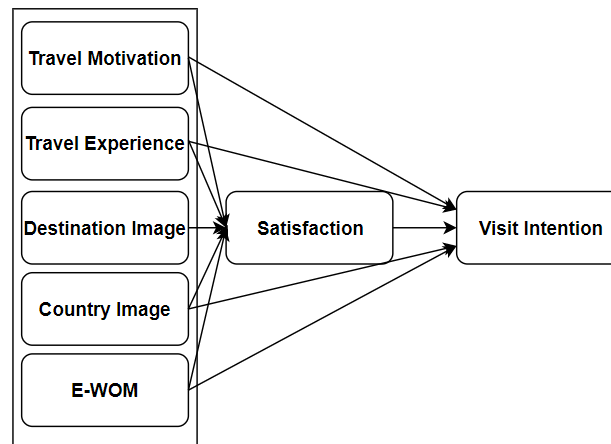 Travel Motivation
Travel Experience
Destination Image
Satisfaction
Visit Intention
Country Image
E-WOM